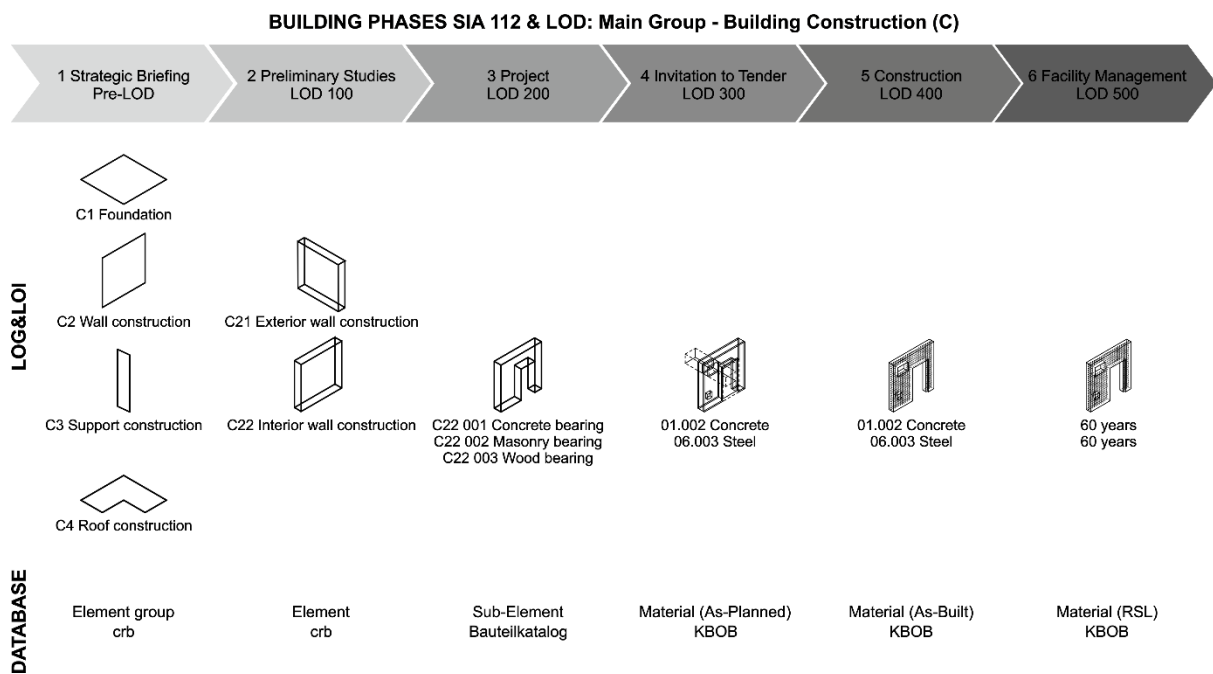 BUILDING PHASES SIA 112 & LOD: Main Group - Building Construction (C)
1 Strategic Briefing
Pre-LOD
2 Preliminary Studies
LOD 100
3 Project
LOD 200
4 Invitation to Tender
LOD 300
5 Construction
LOD 400
6 Facility Management
LOD 500
LOG&LOI
C1 Foundation
C2 Wall construction
C21 Exterior wall construction
C3 Support construction
C22 Interior wall construction
C22 001 Concrete bearing
C22 002 Masonry bearing
C22 003 Wood bearing
01.002 Concrete
06.003 Steel
01.002 Concrete
06.003 Steel
60 years
60 years
C4 Roof construction
DATABASE
Element group
crb
Element
crb
Sub-Element
Bauteilkatalog
Material (As-Planned)
KBOB
Material (As-Built)
KBOB
Material (RSL)
KBOB